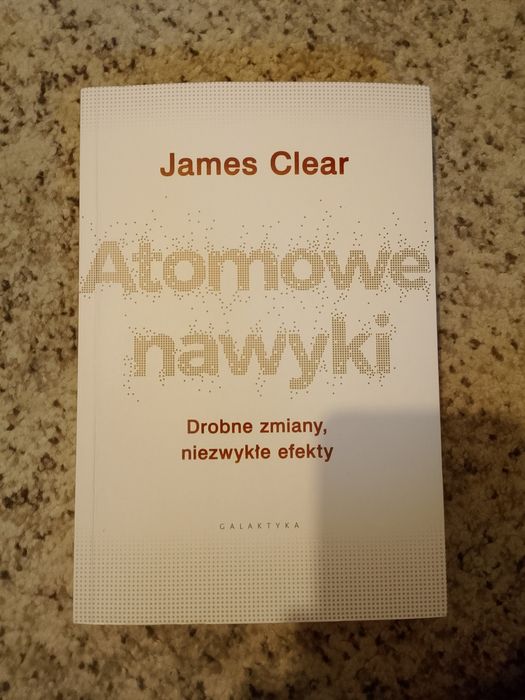 James Clear
Atomowe
nawyki
Drobne zmiany,
niezwykłe efekty
GALAKTYKA